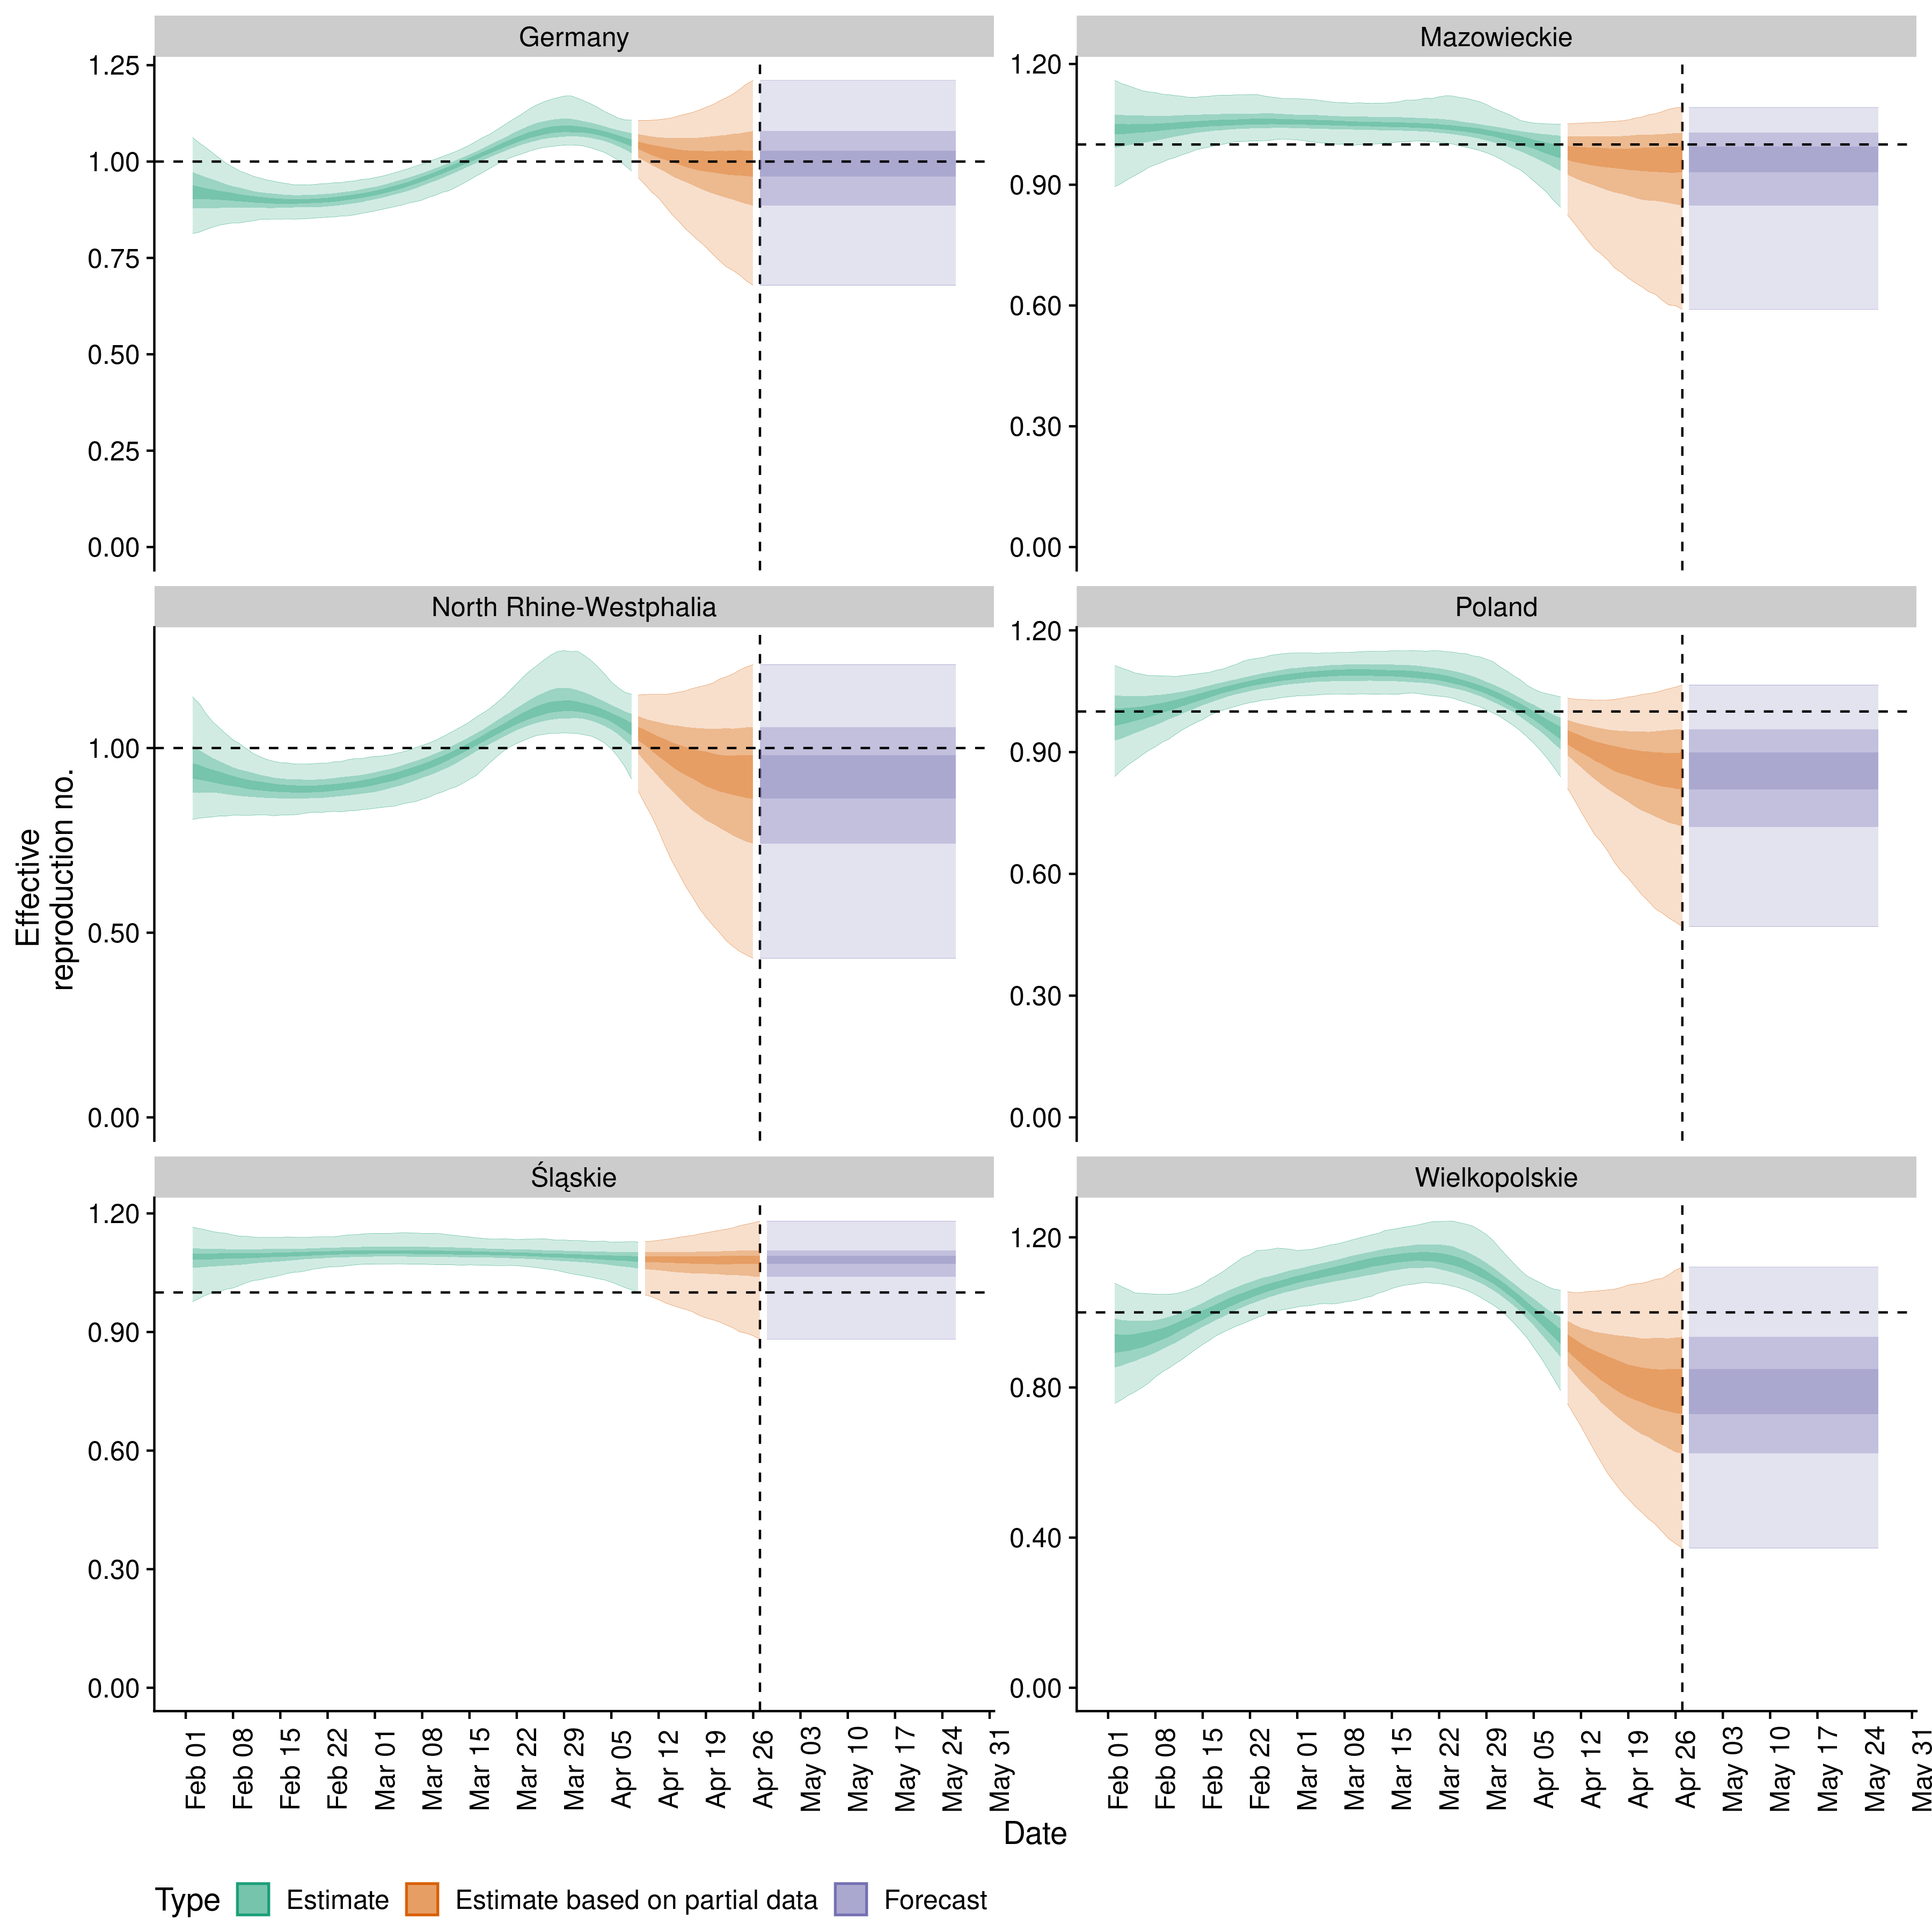 Germany
Mazowieckie
1.25
1.00
0.75
0.50
0.25
0.00
1.20
0.90
0.60
0.30
0.00
North Rhine-Westphalia
Poland
1.00
0.50
0.00
1.20
0.90
0.60
0.30
0.00
Śląskie
Wielkopolskie
1.20
0.90
0.60
0.30
0.00
1.20
0.80
0.40
0.00
Effective
reproduction no.
Feb 01
Feb 08
Feb 15
Feb 22
Mar 01
Mar 08
Mar 15
Mar 22
Mar 29
Apr 05
Apr 12
Apr 19
Apr 26
May 03
May 10
May 17
May 24
May 31
Feb 01
Feb 08
Feb 15
Feb 22
Mar 01
Mar 08
Mar 15
Mar 22
Mar 29
Apr 05
Apr 12
Apr 19
Apr 26
May 03
May 10
May 17
May 24
May 31
Date
Type Estimate Estimate based on partial data Forecast